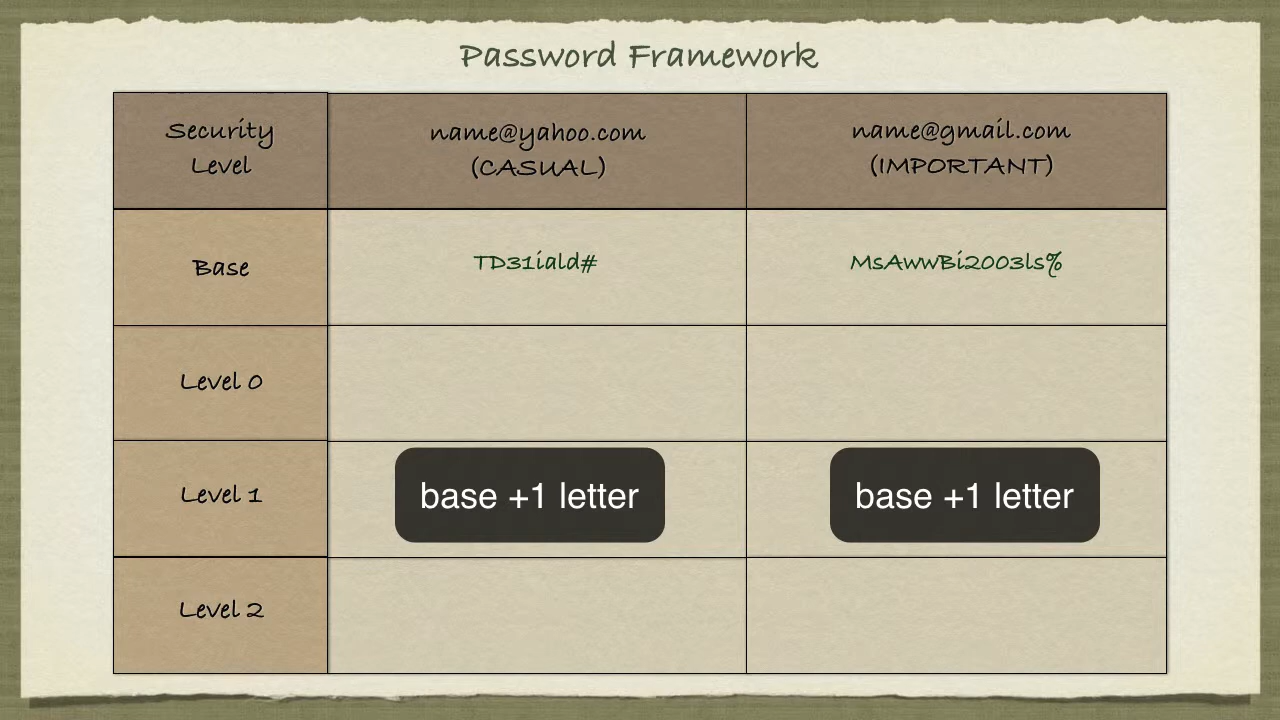 Password Framework
Security
Level
name@yahoo.com
(CASUAL)
name@gmail.com
(IMPORTANT)
Base
TD31iald#
MsAwwBi2003ls%
Level 0
Level 1
base +1 letter
base +1 letter
Level 2